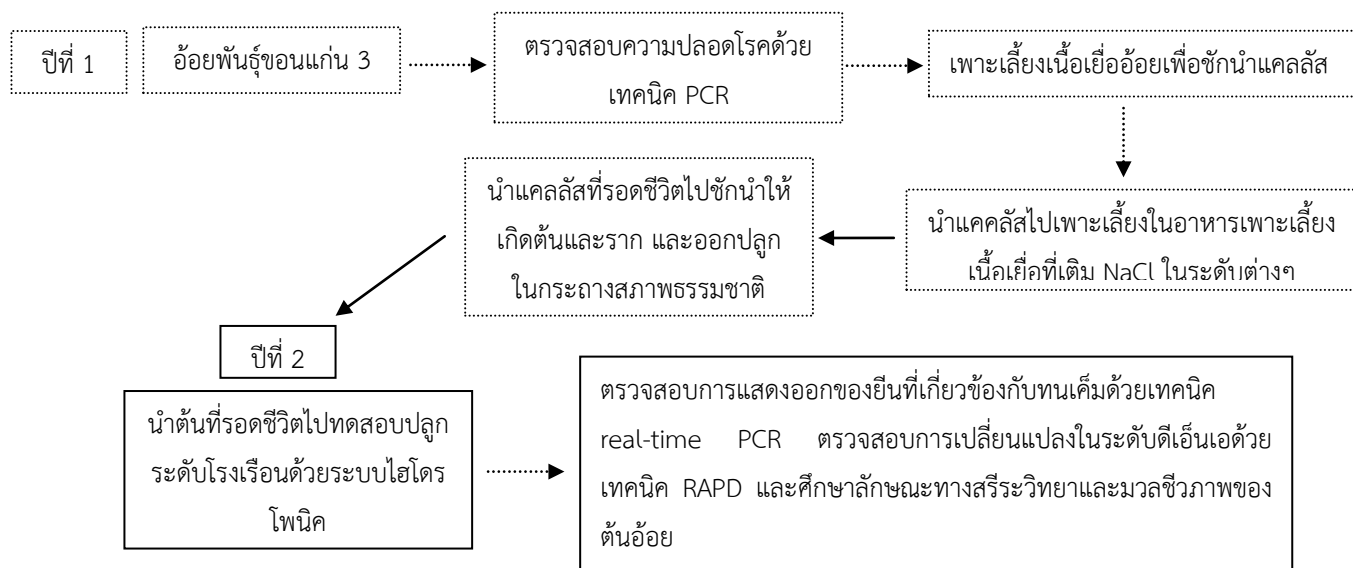 ปีที่ 1
อ้อยพันธุ์ขอนแก่น 3
ตรวจสอบความปลอดโรคด้วย
เทคนิค PCR
เพาะเลี้ยงเนื้อเยื่ออ้อยเพื่อชักนำแคลลัส
นำแคคลัสไปเพาะเลี้ยงในอาหารเพาะเลี้ยง
เนื้อเยื่อที่เติม NaCl ในระดับต่างๆ
นำแคลลัสที่รอดชีวิตไปชักนำให้
เกิดต้นและราก และออกปลูก
ในกระถางสภาพธรรมชาติ
ปีที่ 2
นำต้นที่รอดชีวิตไปทดสอบปลูก
ระดับโรงเรือนด้วยระบบไฮโดร
โพนิค
ตรวจสอบการแสดงออกของยีนที่เกี่ยวข้องกับทนเค็มด้วยเทคนิค
real-time PCR ตรวจสอบการเปลี่ยนแปลงในระดับดีเอ็นเอด้วย
เทคนิค RAPD และศึกษาลักษณะทางสรีระวิทยาและมวลชีวภาพของ
ต้นอ้อย